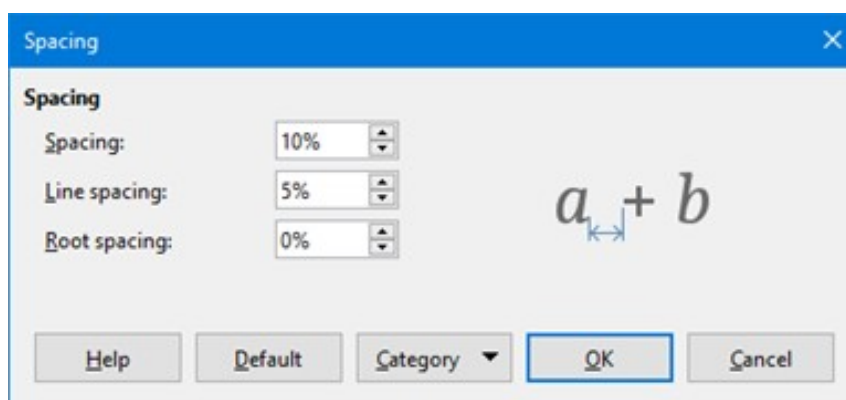 Spacing
Spacing
Spacing: 10%
Line spacing: 5%
Root spacing: 0%
a + b
Help Default Category OK Cancel